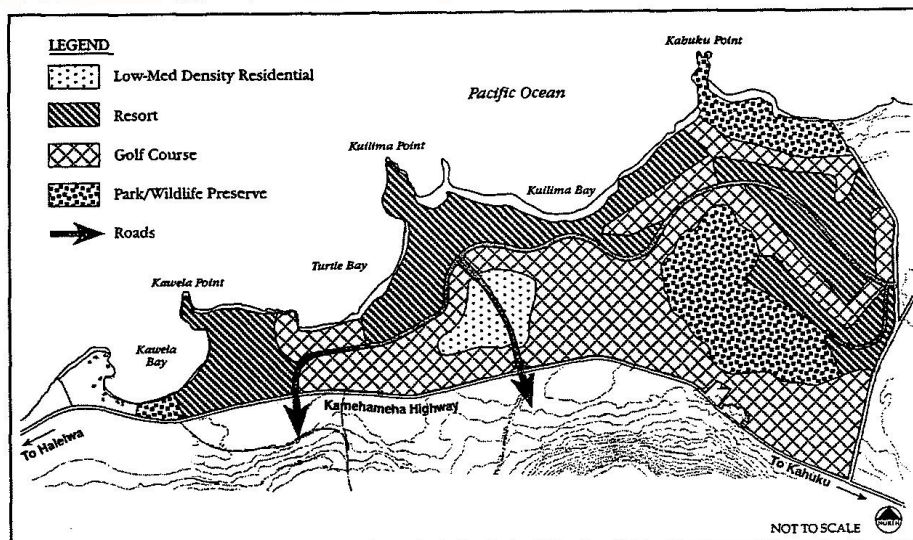 LEGEND
Low-Med Density Residential
Resort
Golf Course
Park/Wildlife Preserve
Roads
Kahuku Point
Pacific Ocean
Kuilima Point
Kuilima Bay
Turtle Bay
Kawela Point
Kawela Bay
Kamehameha Highway
To Haleiwa
To Kahuku
NOT TO SCALE
NORTH